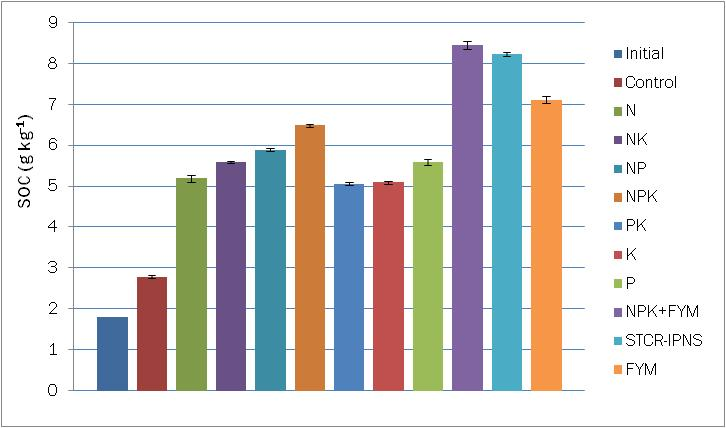 SOC (g kg⁻¹)
9
8
7
6
5
4
3
2
1
0
Initial
Control
N
NK
NP
NPK
PK
K
P
NPK+FYM
STCR-IPNS
FYM